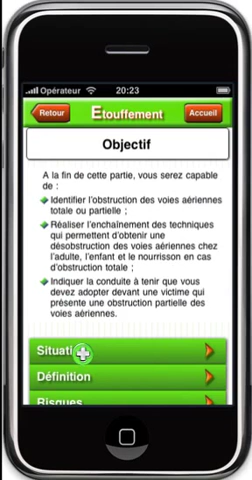 Opérateur 20:23
Retour Etouffement Accueil
Objectif
A la fin de cette partie, vous serez capable
de :
Identifier l'obstruction des voies aériennes
totale ou partielle ;
Réaliser l'enchaînement des techniques
qui permettent d'obtenir une
désobstruction des voies aériennes chez
l'adulte, l'enfant et le nourrisson en cas
d'obstruction totale ;
Indiquer la conduite à tenir que vous
devez adopter devant une victime qui
présente une obstruction partielle des
voies aériennes.
Situati
Définition
Risques